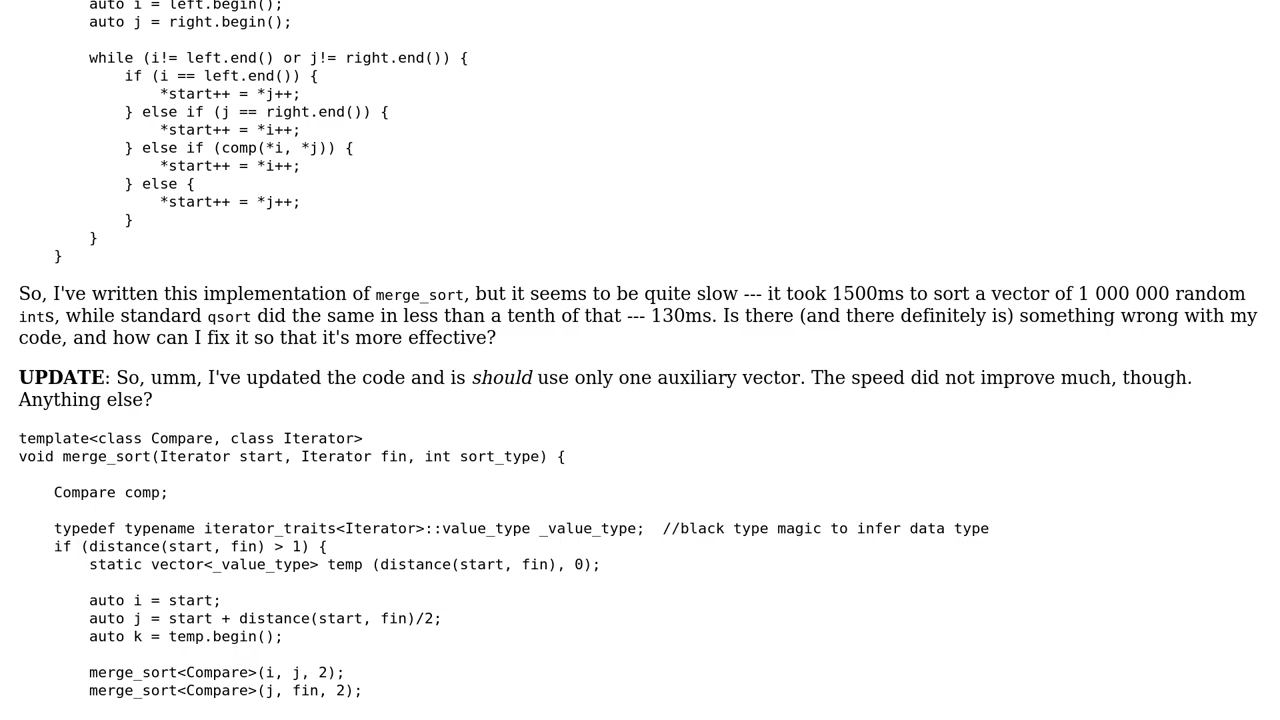 auto i = left.begin();
        auto j = right.begin();

        while (i!= left.end() or j!= right.end()) {
            if (i == left.end()) {
                *start++ = *j++;
            } else if (j == right.end()) {
                *start++ = *i++;
            } else if (comp(*i, *j)) {
                *start++ = *i++;
            } else {
                *start++ = *j++;
            }
        }
    }
So, I've written this implementation of merge_sort, but it seems to be quite slow --- it took 1500ms to sort a vector of 1 000 000 random
ints, while standard qsort did the same in less than a tenth of that --- 130ms. Is there (and there definitely is) something wrong with my
code, and how can I fix it so that it's more effective?
UPDATE: So, umm, I've updated the code and is should use only one auxiliary vector. The speed did not improve much, though.
Anything else?
template<class Compare, class Iterator>
void merge_sort(Iterator start, Iterator fin, int sort_type) {

    Compare comp;

    typedef typename iterator_traits<Iterator>::value_type _value_type;  //black type magic to infer data type
    if (distance(start, fin) > 1) {
        static vector<_value_type> temp (distance(start, fin), 0);

        auto i = start;
        auto j = start + distance(start, fin)/2;
        auto k = temp.begin();

        merge_sort<Compare>(i, j, 2);
        merge_sort<Compare>(j, fin, 2);